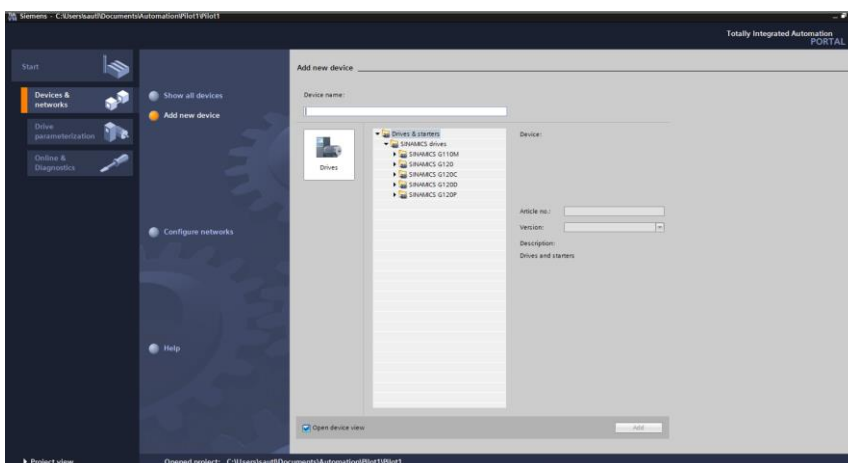 Siemens - C:\Users\sautl\Documents\Automation\Pilot1\Pilot1
Totally Integrated Automation
PORTAL
Start
Devices &
networks
Drive
parameterization
Online &
Diagnostics
Show all devices
Add new device
Configure networks
Help
Add new device
Device name:
Drives
Drives & starters
SINAMICS drives
SINAMICS G110M
SINAMICS G120
SINAMICS G120C
SINAMICS G120D
SINAMICS G120P
Device:
Article no.:
Version:
Description:
Drives and starters
Open device view
Add
Project view
Opened project: C:\Users\sautl\Documents\Automation\Pilot1\Pilot1